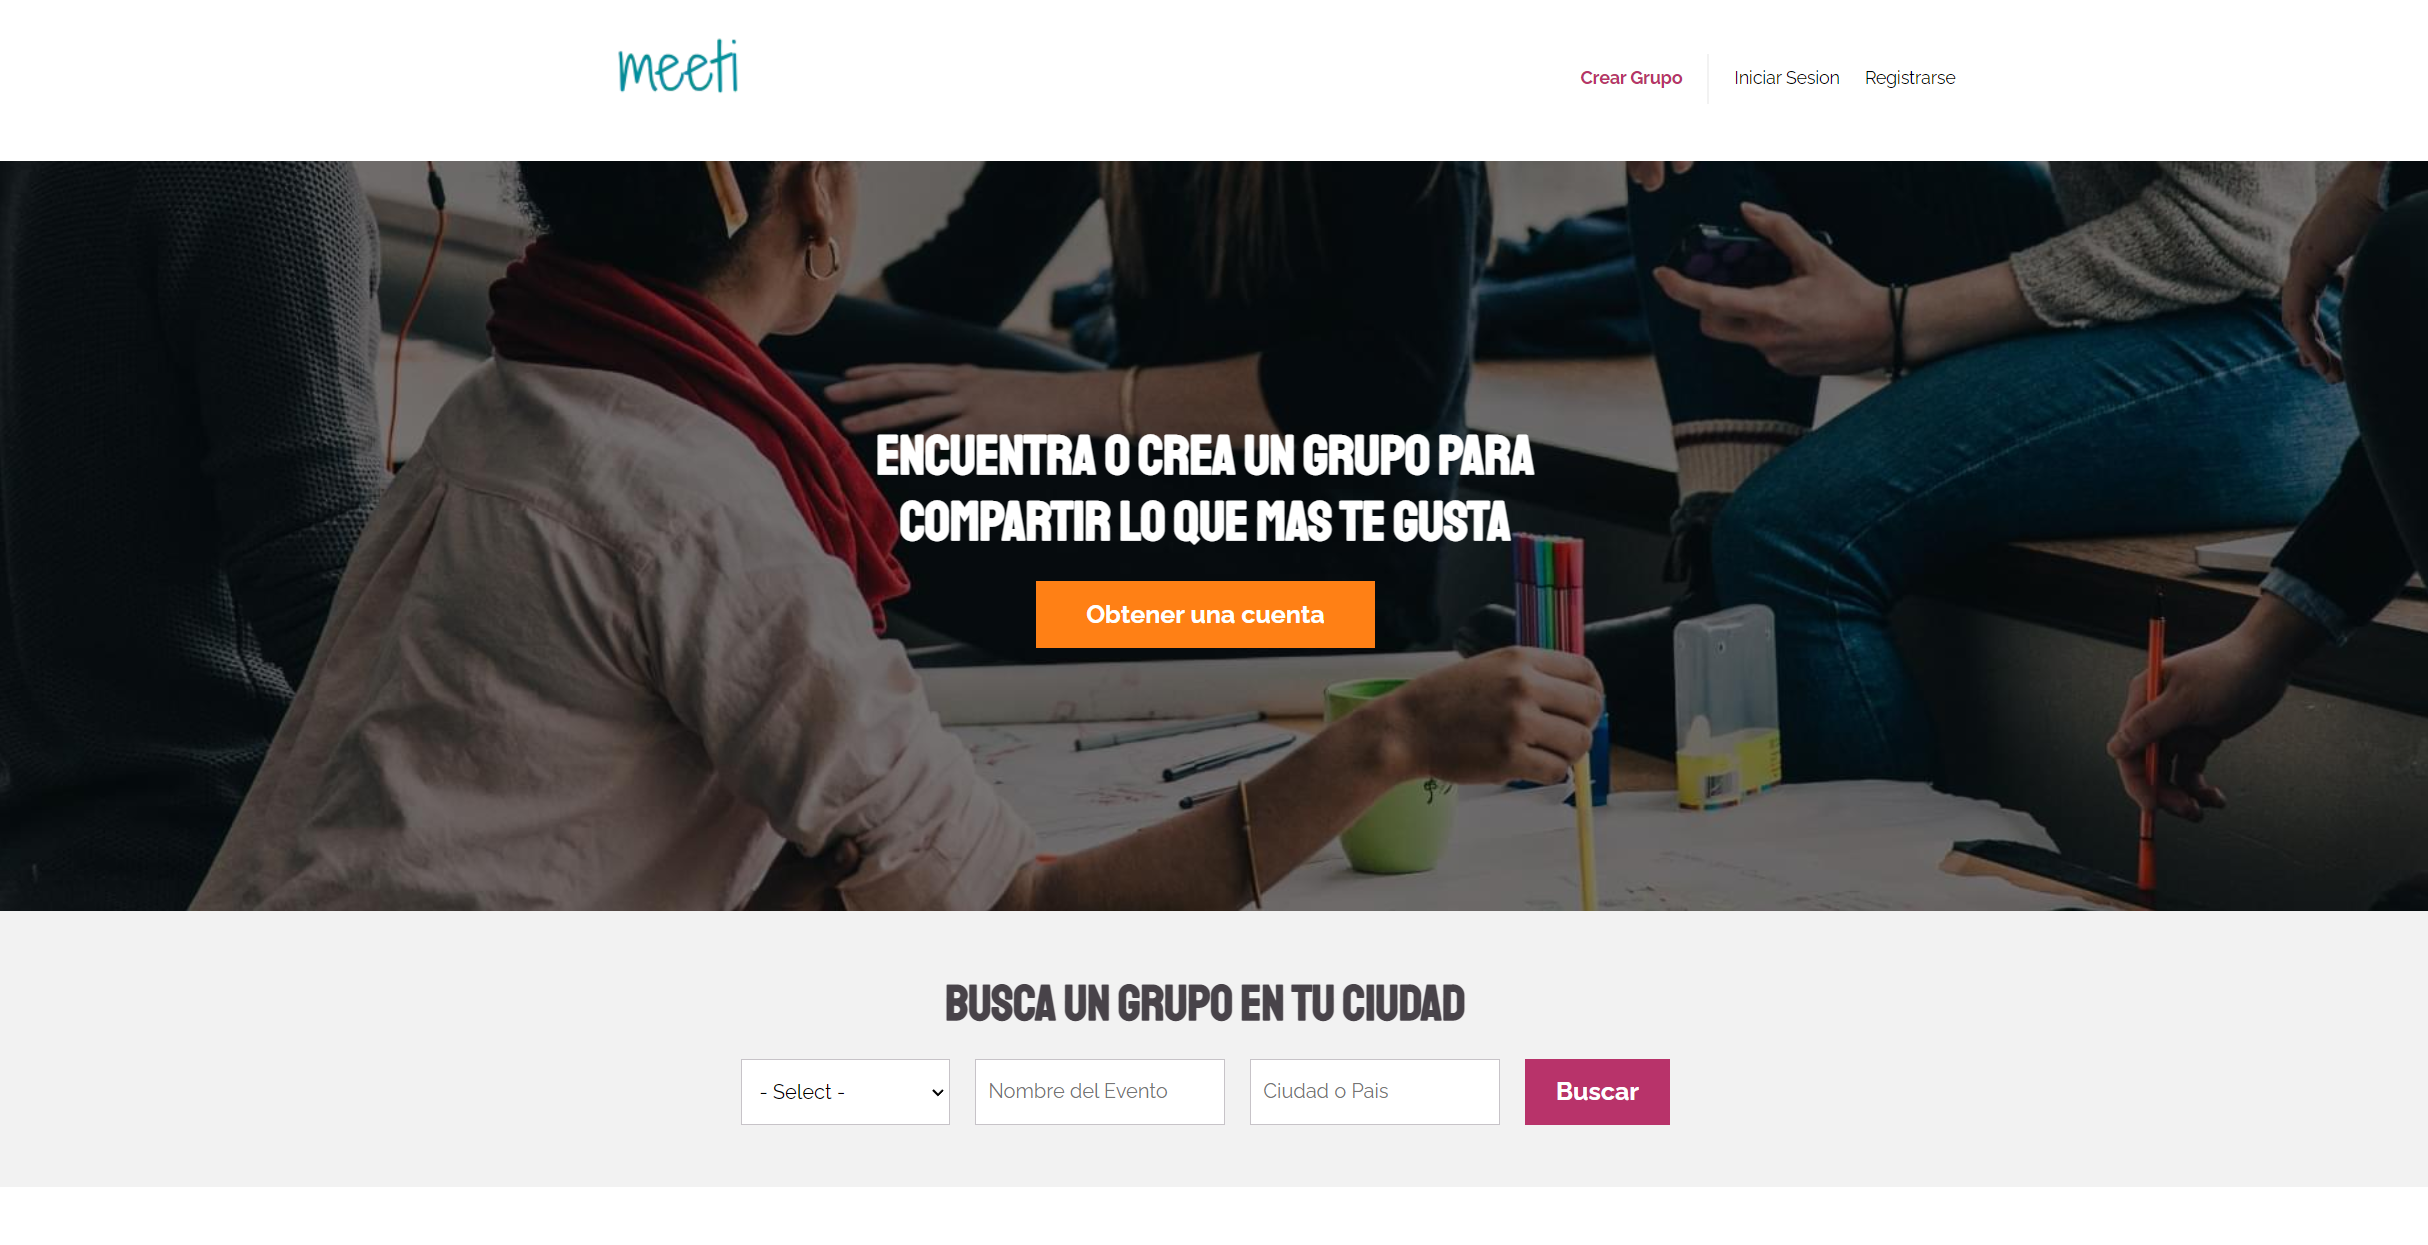 meeti
Crear Grupo
Iniciar Sesion
Registrarse
ENCUENTRA O CREA UN GRUPO PARA
COMPARTIR LO QUE MAS TE GUSTA
Obtener una cuenta
BUSCA UN GRUPO EN TU CIUDAD
- Select -
Nombre del Evento
Ciudad o Pais
Buscar